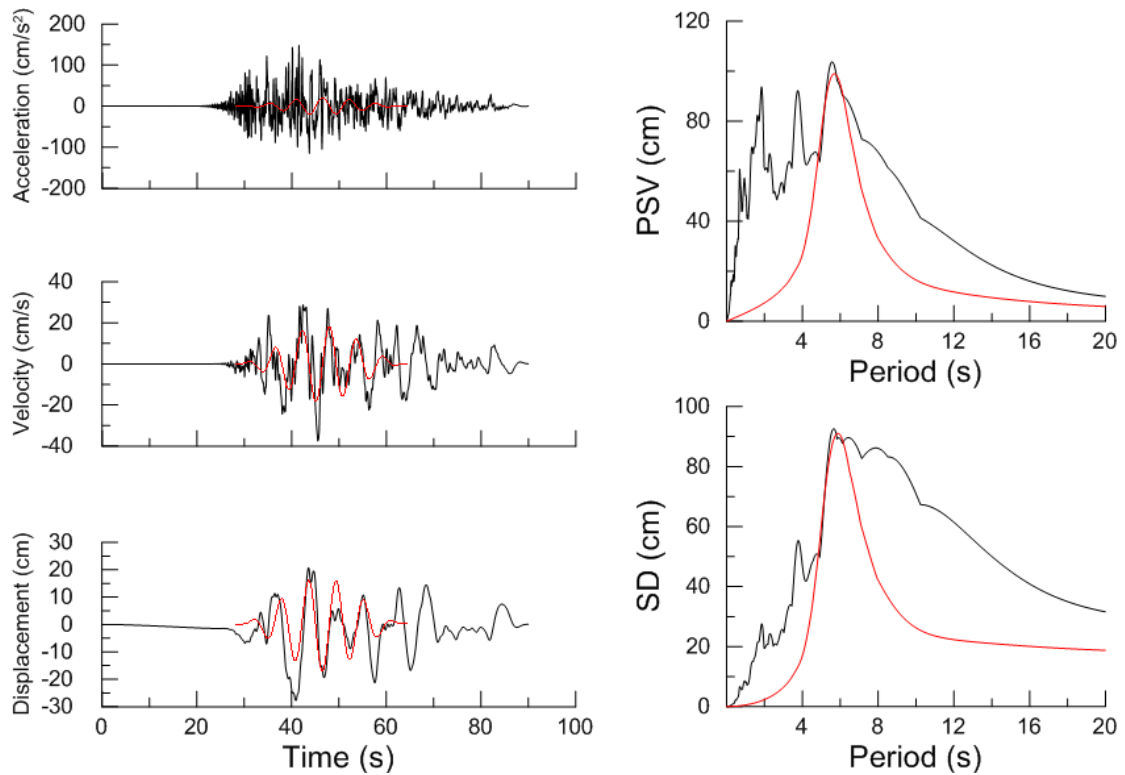 200
100
0
-100
-200
Acceleration (cm/s²)
40
20
0
-20
-40
Velocity (cm/s)
30
20
10
0
-10
-20
-30
Displacement (cm)
0 20 40 60 80 100
Time (s)
120
80
40
0
PSV (cm)
4 8 12 16 20
Period (s)
100
80
60
40
20
0
SD (cm)
4 8 12 16 20
Period (s)